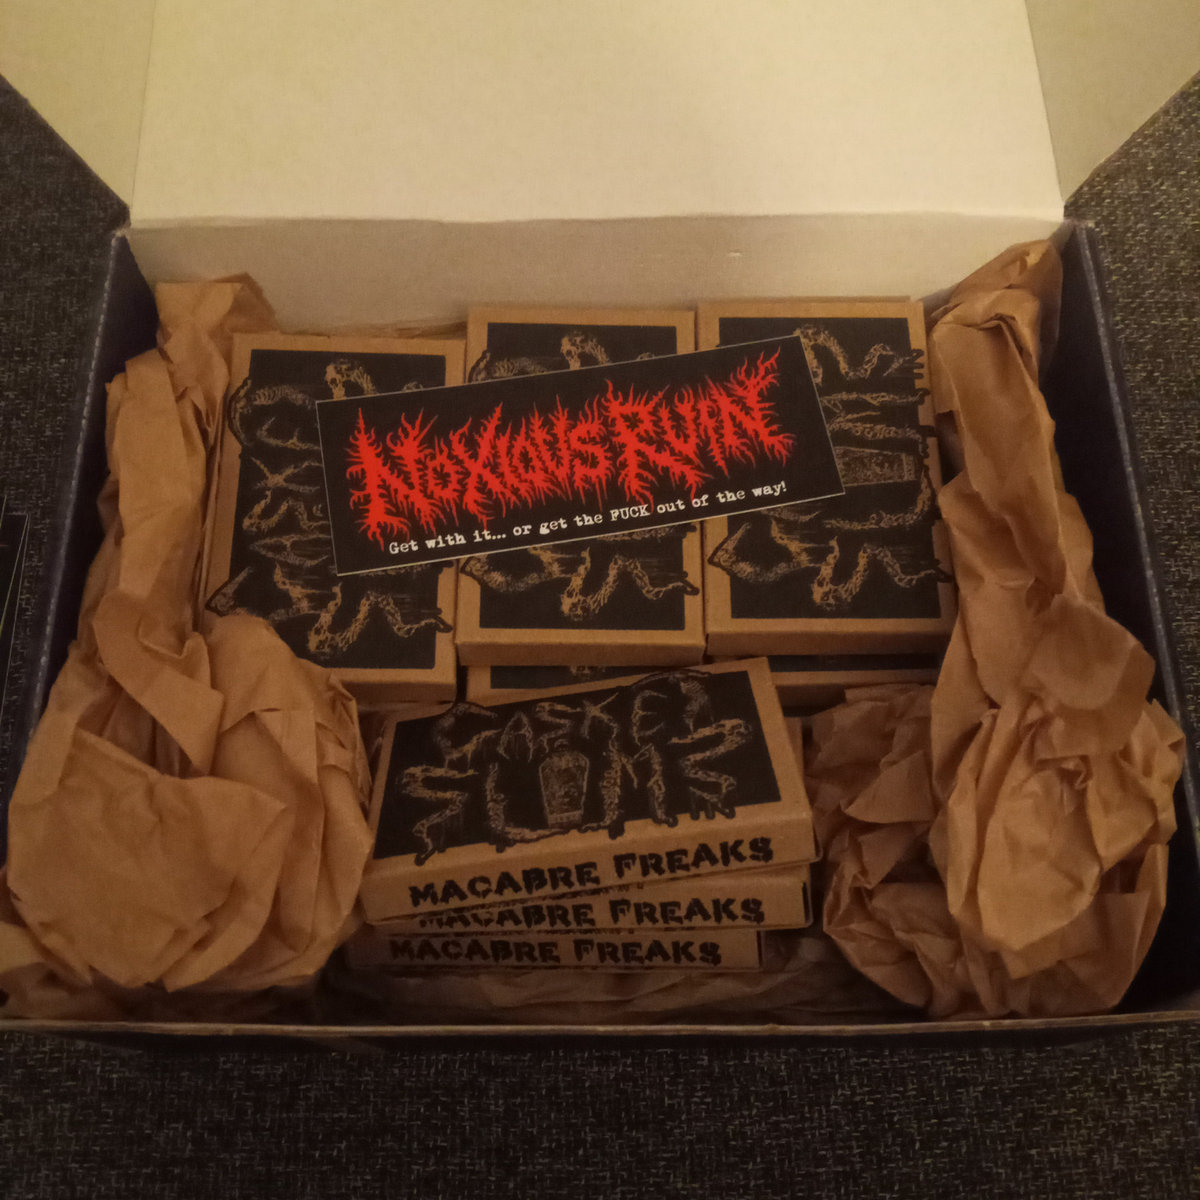 NOXIOUS RUIN
Get with it... or get the FUCK out of the way!
CASKET
SLIME
MACABRE FREAKS
MACABRE FREAKS
MACABRE FREAKS